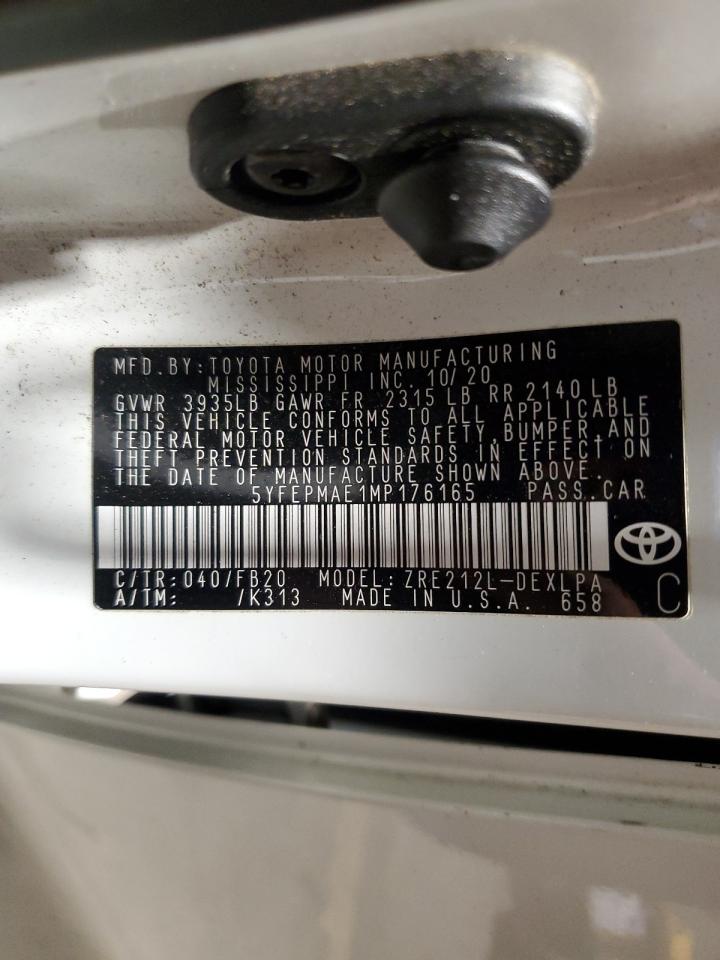 MFD.BY:TOYOTA MOTOR MANUFACTURING
MISSISSIPPI INC. 10/20
GVWR 3935LB GAWR FR 2315 LB RR 2140LB
THIS VEHICLE CONFORMS TO ALL APPLICABLE
FEDERAL MOTOR VEHICLE SAFETY,BUMPER,AND
THEFT PREVENTION STANDARDS IN EFFECT ON
THE DATE OF MANUFACTURE SHOWN ABOVE.
5YFEPMAE1MP176165 PASS.CAR
C/TR:040/FB20 MODEL: ZRE212L-DEXLPA
A/TM: /K313 MADE IN U.S.A. 658 C